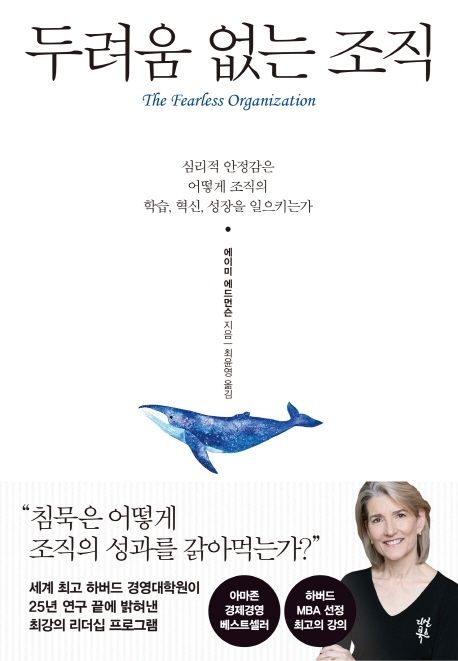 두려움 없는 조직
The Fearless Organization
심리적 안정감은
어떻게 조직의
학습, 혁신, 성장을 일으키는가
에이미 에드먼슨 지음 | 최윤영 옮김
“침묵은 어떻게
조직의 성과를 갉아먹는가?”
세계 최고 하버드 경영대학원이
25년 연구 끝에 밝혀낸
최강의 리더십 프로그램
아마존
경제경영
베스트셀러
하버드
MBA 선정
최고의 강의
다산
북스